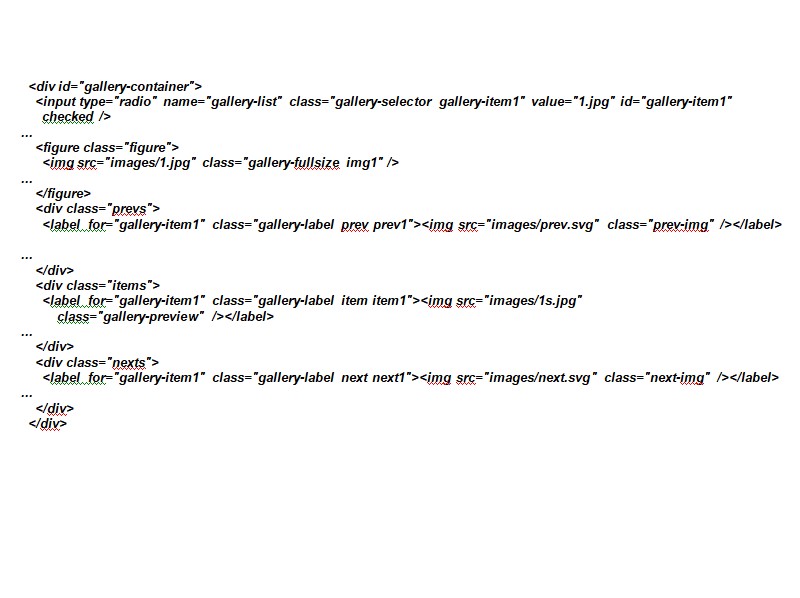 <div id="gallery-container">
<input type="radio" name="gallery-list" class="gallery-selector gallery-item1" value="1.jpg" id="gallery-item1"
checked />
...
<figure class="figure">
<img src="images/1.jpg" class="gallery-fullsize img1" />
...
</figure>
<div class="prevs">
<label for="gallery-item1" class="gallery-label prev prev1"><img src="images/prev.svg" class="prev-img" /></label>
...
</div>
<div class="items">
<label for="gallery-item1" class="gallery-label item item1"><img src="images/1s.jpg"
class="gallery-preview" /></label>
...
</div>
<div class="nexts">
<label for="gallery-item1" class="gallery-label next next1"><img src="images/next.svg" class="next-img" /></label>
...
</div>
</div>